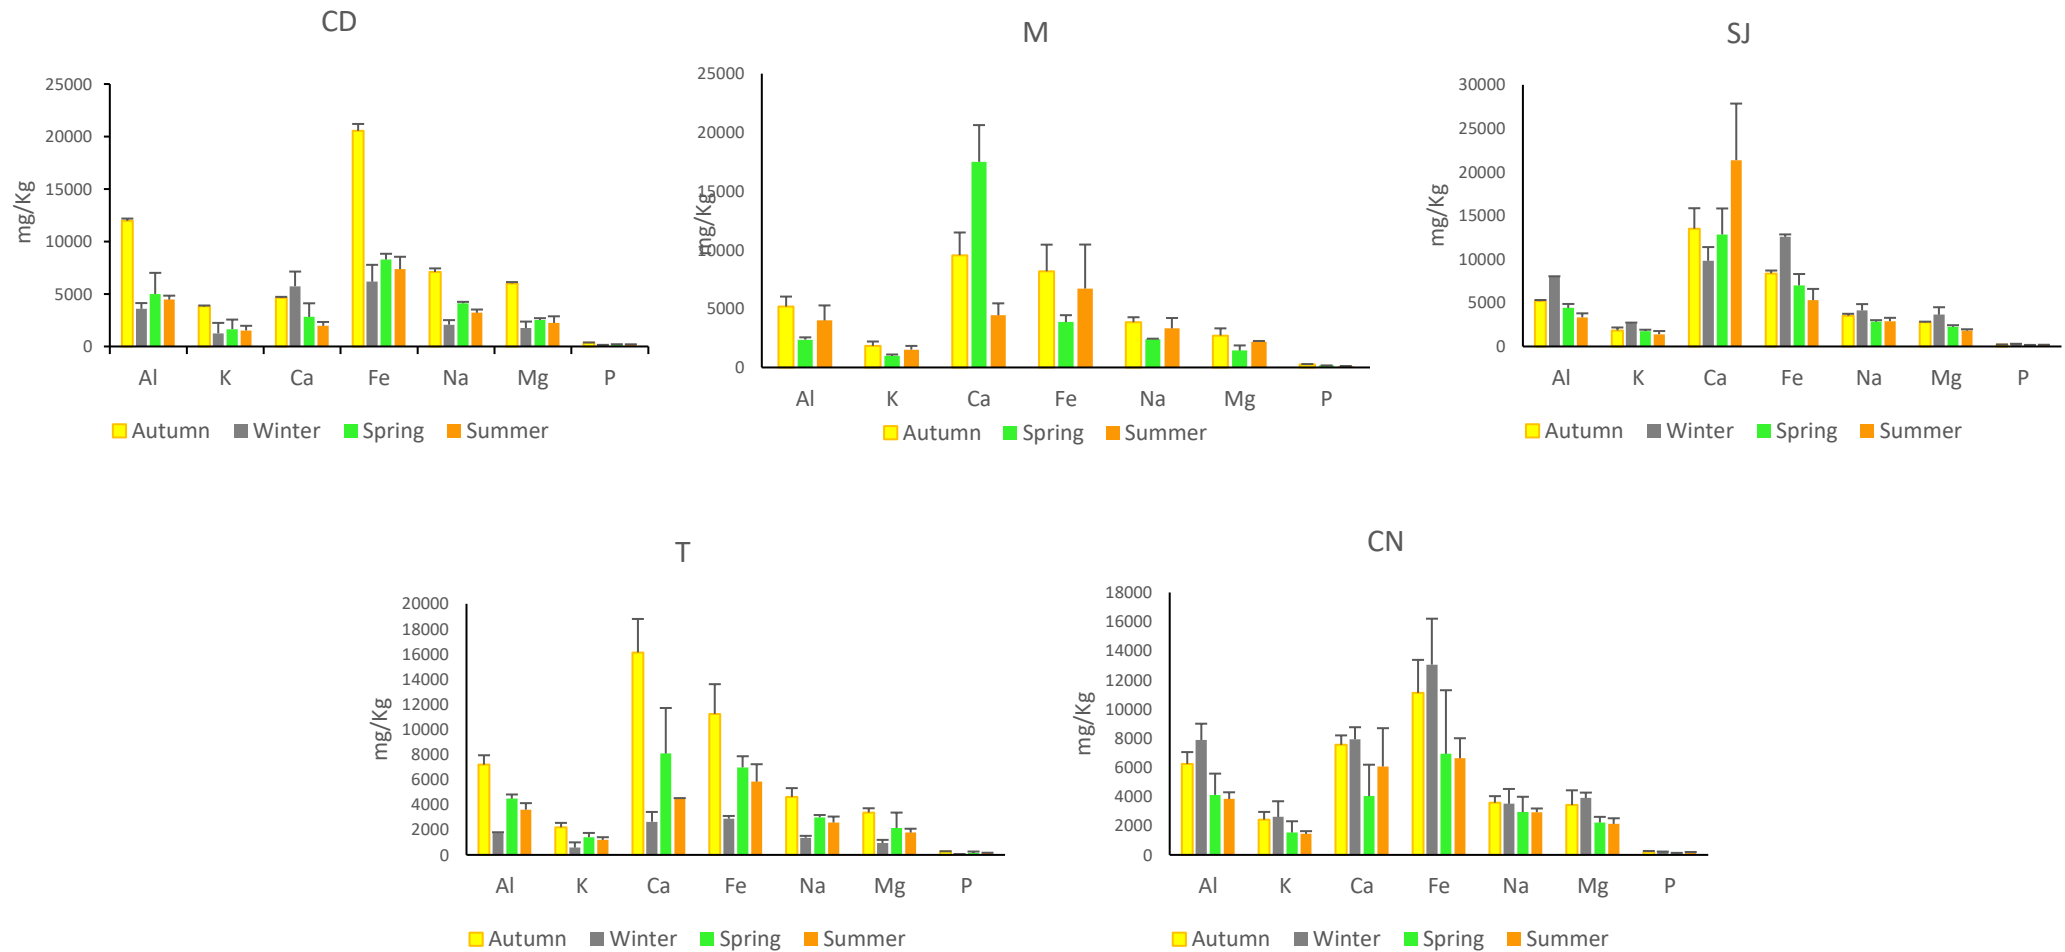 CD
25000
20000
15000
10000
5000
0
mg/Kg
Al K Ca Fe Na Mg P
Autumn Winter Spring Summer
M
25000
20000
15000
10000
5000
0
mg/Kg
Al K Ca Fe Na Mg P
Autumn Spring Summer
SJ
30000
25000
20000
15000
10000
5000
0
mg/Kg
Al K Ca Fe Na Mg P
Autumn Winter Spring Summer
T
20000
18000
16000
14000
12000
10000
8000
6000
4000
2000
0
mg/Kg
Al K Ca Fe Na Mg P
Autumn Winter Spring Summer
CN
18000
16000
14000
12000
10000
8000
6000
4000
2000
0
mg/Kg
Al K Ca Fe Na Mg P
Autumn Winter Spring Summer